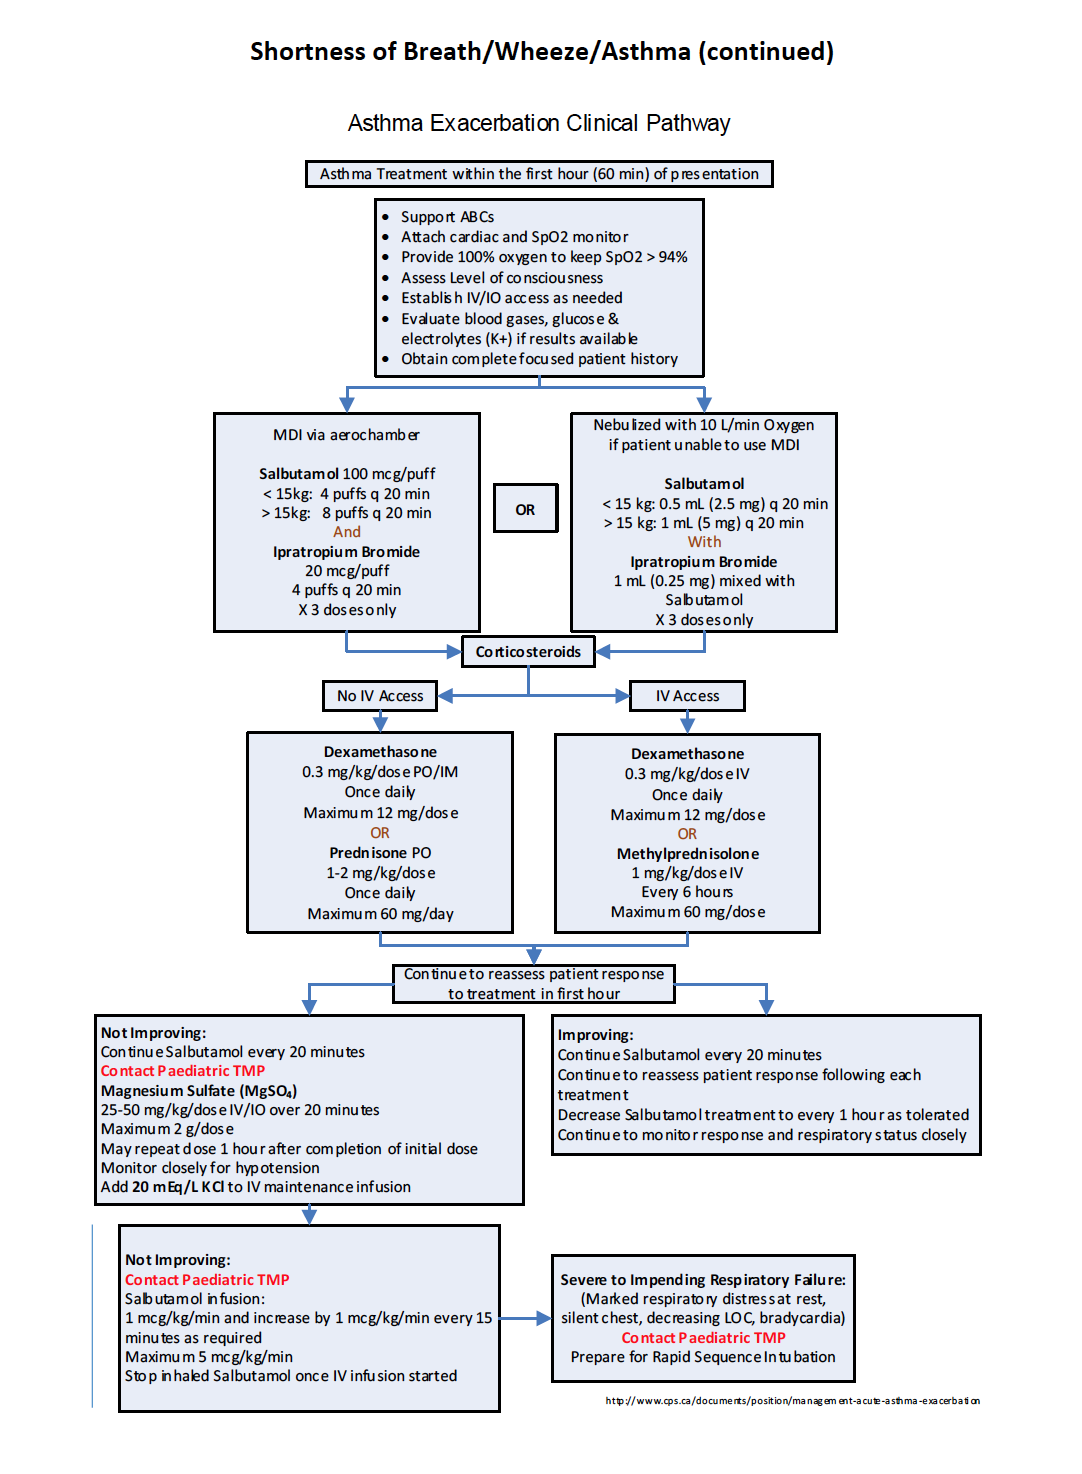 Shortness of Breath/Wheeze/Asthma (continued)
Asthma Exacerbation Clinical Pathway
Asthma Treatment within the first hour (60 min) of presentation
• Support ABCs
• Attach cardiac and SpO2 monitor
• Provide 100% oxygen to keep SpO2 > 94%
• Assess Level of consciousness
• Establish IV/IO access as needed
• Evaluate blood gases, glucose &
electrolytes (K+) if results available
• Obtain complete focused patient history
MDI via aerochamber
Salbutamol 100 mcg/puff
< 15kg: 4 puffs q 20 min
> 15kg: 8 puffs q 20 min
And
Ipratropium Bromide
20 mcg/puff
4 puffs q 20 min
X 3 doses only
OR
Nebulized with 10 L/min Oxygen
if patient unable to use MDI
Salbutamol
< 15 kg: 0.5 mL (2.5 mg) q 20 min
> 15 kg: 1 mL (5 mg) q 20 min
With
Ipratropium Bromide
1 mL (0.25 mg) mixed with
Salbutamol
X 3 doses only
Corticosteroids
No IV Access
IV Access
Dexamethasone
0.3 mg/kg/dose PO/IM
Once daily
Maximum 12 mg/dose
OR
Prednisone PO
1-2 mg/kg/dose
Once daily
Maximum 60 mg/day
Dexamethasone
0.3 mg/kg/dose IV
Once daily
Maximum 12 mg/dose
OR
Methylprednisolone
1 mg/kg/dose IV
Every 6 hours
Maximum 60 mg/dose
Continue to reassess patient response
to treatment in first hour
Not Improving:
Continue Salbutamol every 20 minutes
Contact Paediatric TMP
Magnesium Sulfate (MgSO₄)
25-50 mg/kg/dose IV/IO over 20 minutes
Maximum 2 g/dose
May repeat dose 1 hour after completion of initial dose
Monitor closely for hypotension
Add 20 mEq/L KCl to IV maintenance infusion
Improving:
Continue Salbutamol every 20 minutes
Continue to reassess patient response following each
treatment
Decrease Salbutamol treatment to every 1 hour as tolerated
Continue to monitor response and respiratory status closely
Not Improving:
Contact Paediatric TMP
Salbutamol infusion:
1 mcg/kg/min and increase by 1 mcg/kg/min every 15
minutes as required
Maximum 5 mcg/kg/min
Stop inhaled Salbutamol once IV infusion started
Severe to Impending Respiratory Failure:
(Marked respiratory distress at rest,
silent chest, decreasing LOC, bradycardia)
Contact Paediatric TMP
Prepare for Rapid Sequence Intubation
http://www.cps.ca/documents/position/management-acute-asthma-exacerbation